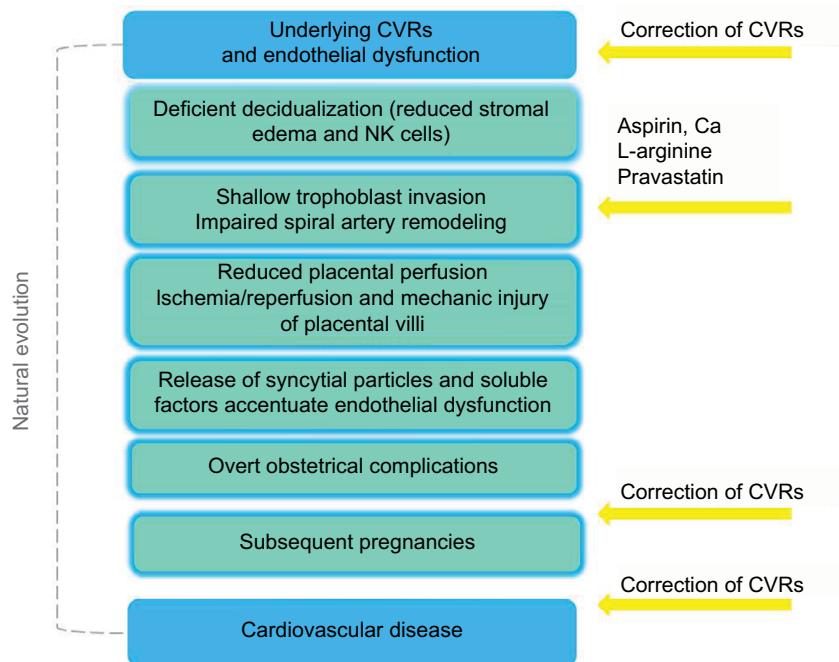 Underlying CVRs
and endothelial dysfunction
Correction of CVRs
Deficient decidualization (reduced stromal
edema and NK cells)
Aspirin, Ca
L-arginine
Pravastatin
Shallow trophoblast invasion
Impaired spiral artery remodeling
Reduced placental perfusion
Ischemia/reperfusion and mechanic injury
of placental villi
Natural evolution
Release of syncytial particles and soluble
factors accentuate endothelial dysfunction
Overt obstetrical complications
Correction of CVRs
Subsequent pregnancies
Correction of CVRs
Cardiovascular disease